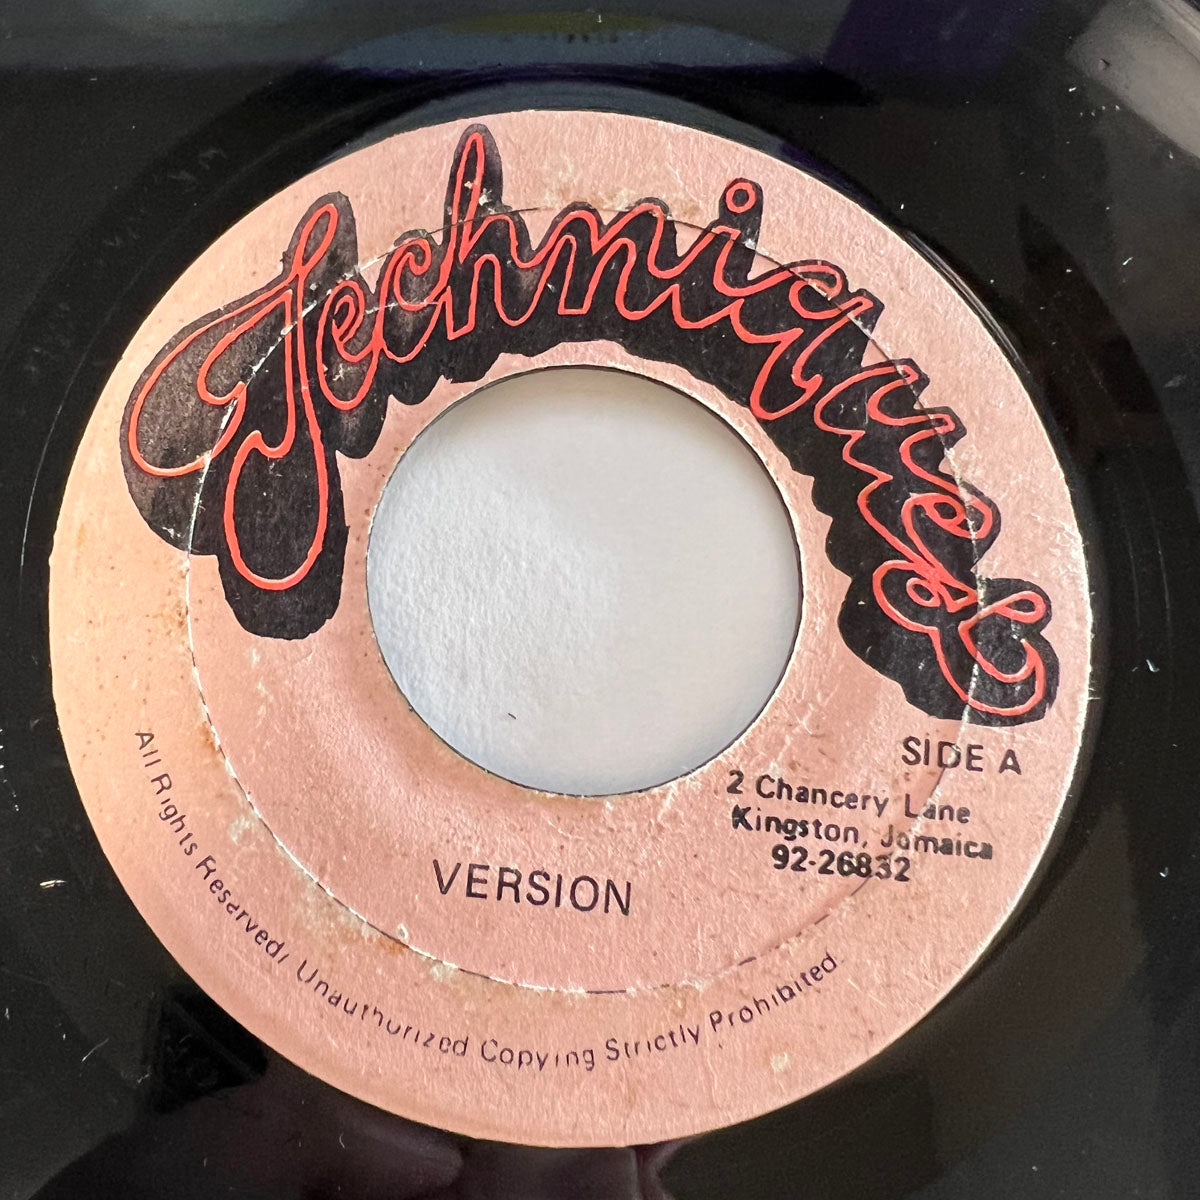 Techniques
SIDE A
2 Chancery Lane
Kingston, Jamaica
92-26832
VERSION
All Rights Reserved, Unauthorized Copying Strictly Prohibited.